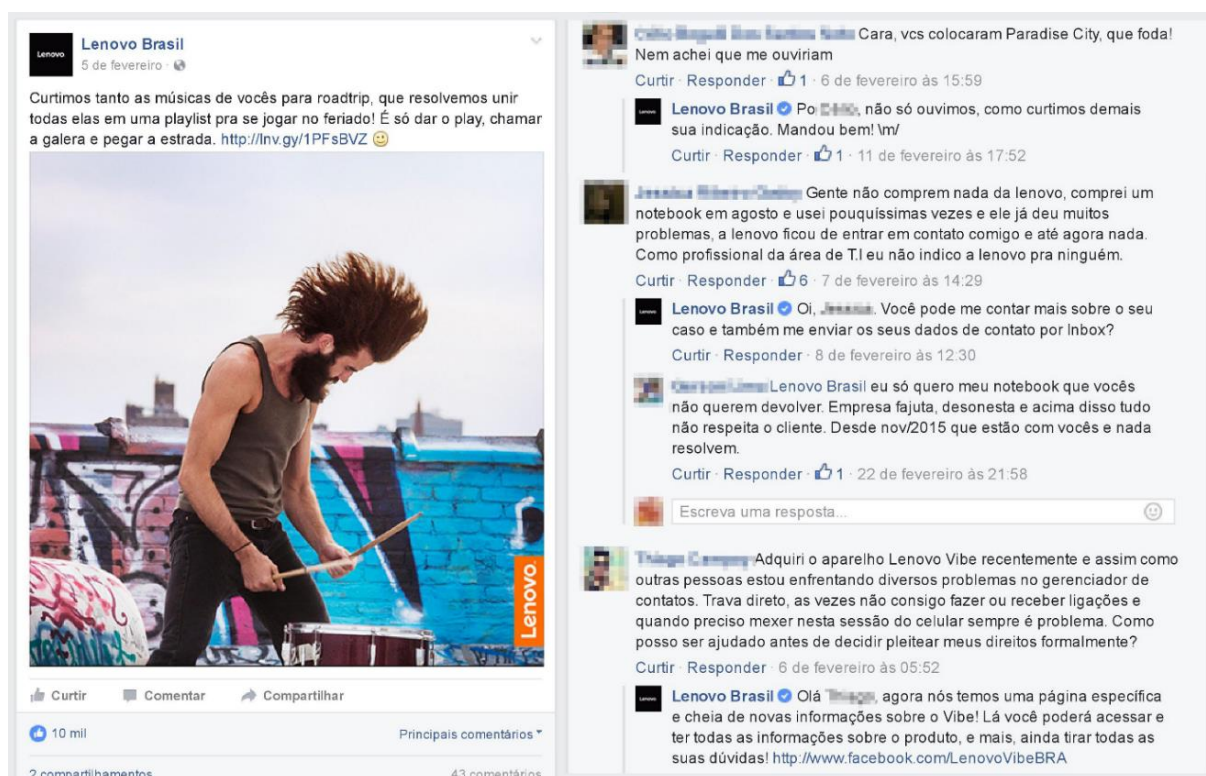 Lenovo
Lenovo Brasil
5 de fevereiro ·
Curtimos tanto as músicas de vocês para roadtrip, que resolvemos unir
todas elas em uma playlist pra se jogar no feriado! É só dar o play, chamar
a galera e pegar a estrada. http://lnv.gy/1PFsBVZ
Lenovo.
Curtir Comentar Compartilhar
10 mil Principais comentários
2 compartilhamentos 43 comentários
Cara, vcs colocaram Paradise City, que foda!
Nem achei que me ouviriam
Curtir · Responder · 1 · 6 de fevereiro às 15:59
Lenovo Brasil Po, não só ouvimos, como curtimos demais
sua indicação. Mandou bem! \m/
Curtir · Responder · 1 · 11 de fevereiro às 17:52
Gente não comprem nada da lenovo, comprei um
notebook em agosto e usei pouquíssimas vezes e ele já deu muitos
problemas, a lenovo ficou de entrar em contato comigo e até agora nada.
Como profissional da área de T.I eu não indico a lenovo pra ninguém.
Curtir · Responder · 6 · 7 de fevereiro às 14:29
Lenovo Brasil Oi, . Você pode me contar mais sobre o seu
caso e também me enviar os seus dados de contato por Inbox?
Curtir · Responder · 8 de fevereiro às 12:30
Lenovo Brasil eu só quero meu notebook que vocês
não querem devolver. Empresa fajuta, desonesta e acima disso tudo
não respeita o cliente. Desde nov/2015 que estão com vocês e nada
resolvem.
Curtir · Responder · 1 · 22 de fevereiro às 21:58
Escreva uma resposta...
Adquiri o aparelho Lenovo Vibe recentemente e assim como
outras pessoas estou enfrentando diversos problemas no gerenciador de
contatos. Trava direto, as vezes não consigo fazer ou receber ligações e
quando preciso mexer nesta sessão do celular sempre é problema. Como
posso ser ajudado antes de decidir pleitear meus direitos formalmente?
Curtir · Responder · 6 de fevereiro às 05:52
Lenovo Brasil Olá , agora nós temos uma página específica
e cheia de novas informações sobre o Vibe! Lá você poderá acessar e
ter todas as informações sobre o produto, e mais, ainda tirar todas as
suas dúvidas! http://www.facebook.com/LenovoVibeBRA